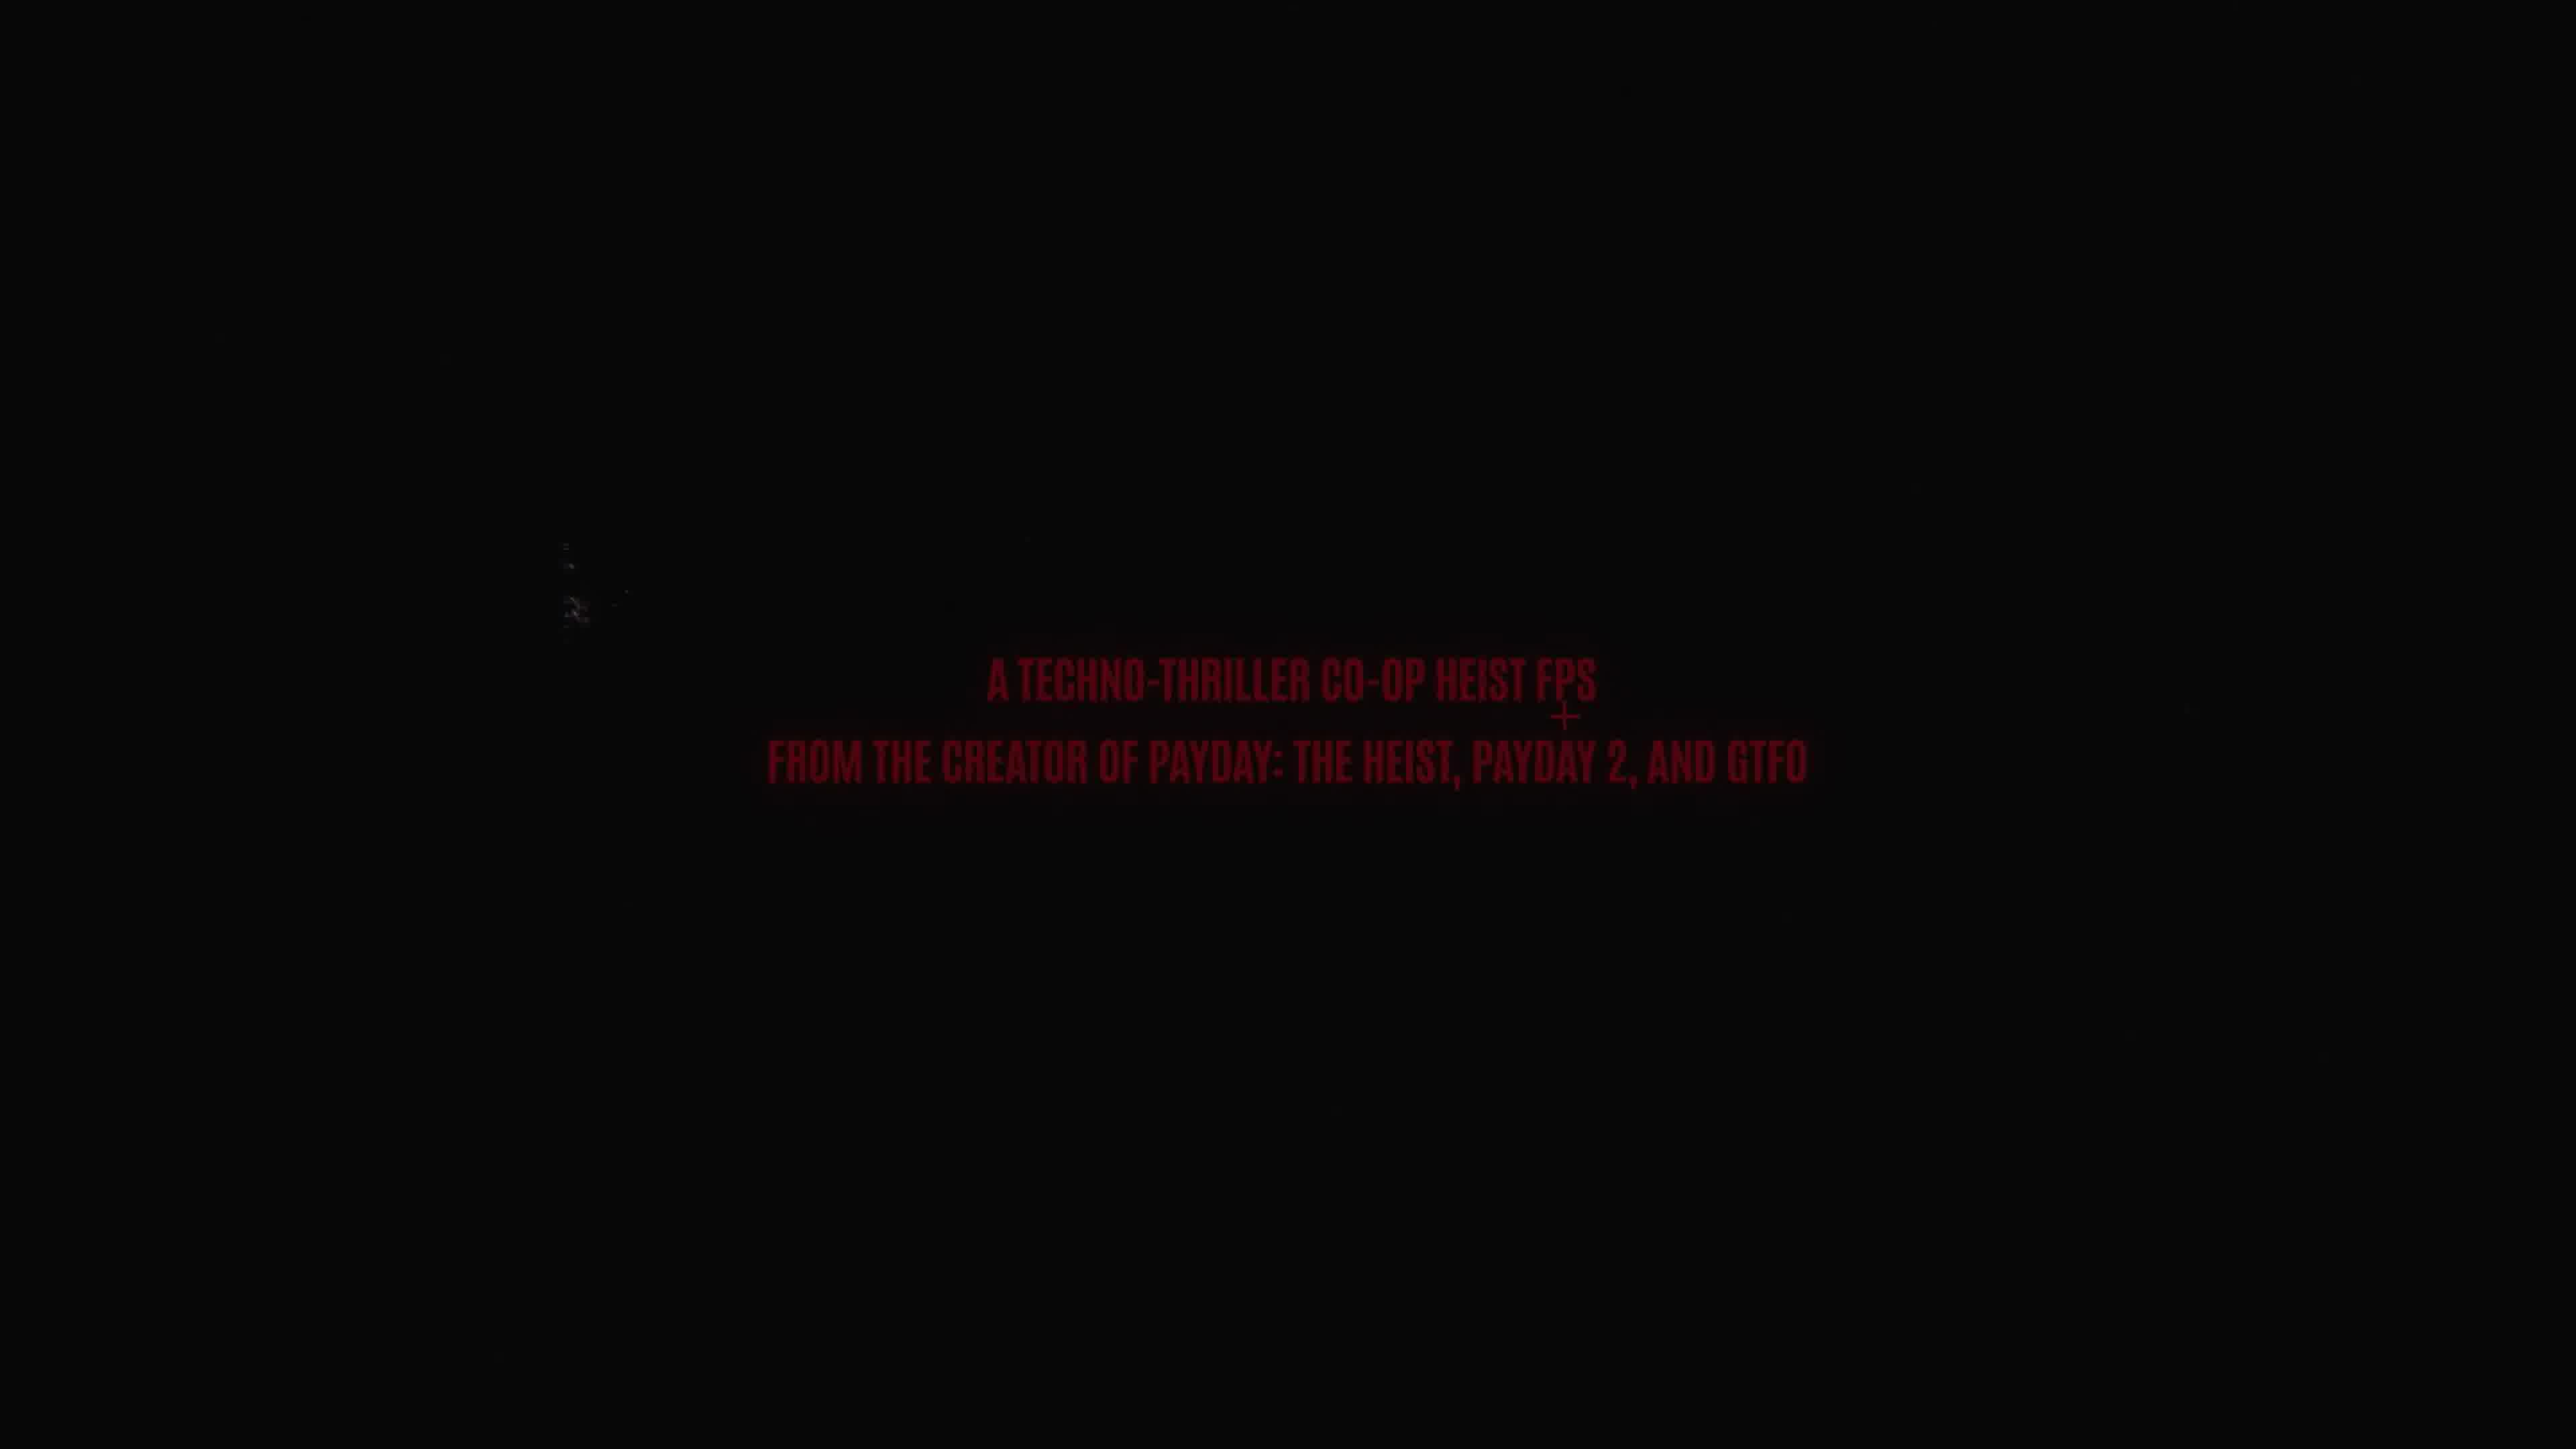 A TECHNO-THRILLER CO-OP HEIST FPS
FROM THE CREATOR OF PAYDAY: THE HEIST, PAYDAY 2, AND GTFO